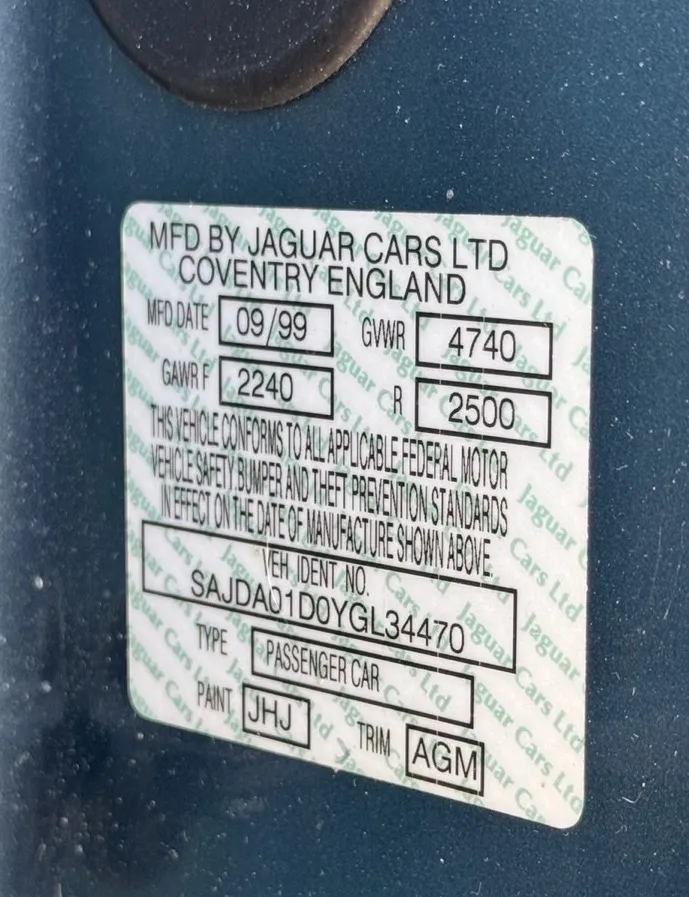 MFD BY JAGUAR CARS LTD
COVENTRY ENGLAND
MFD DATE 09/99 GVWR 4740
GAWR F 2240 R 2500
THIS VEHICLE CONFORMS TO ALL APPLICABLE FEDERAL MOTOR
VEHICLE SAFETY BUMPER AND THEFT PREVENTION STANDARDS
IN EFFECT ON THE DATE OF MANUFACTURE SHOWN ABOVE.
VEH IDENT NO.
SAJDA01D0YGL34470
TYPE PASSENGER CAR
PAINT JHJ TRIM AGM